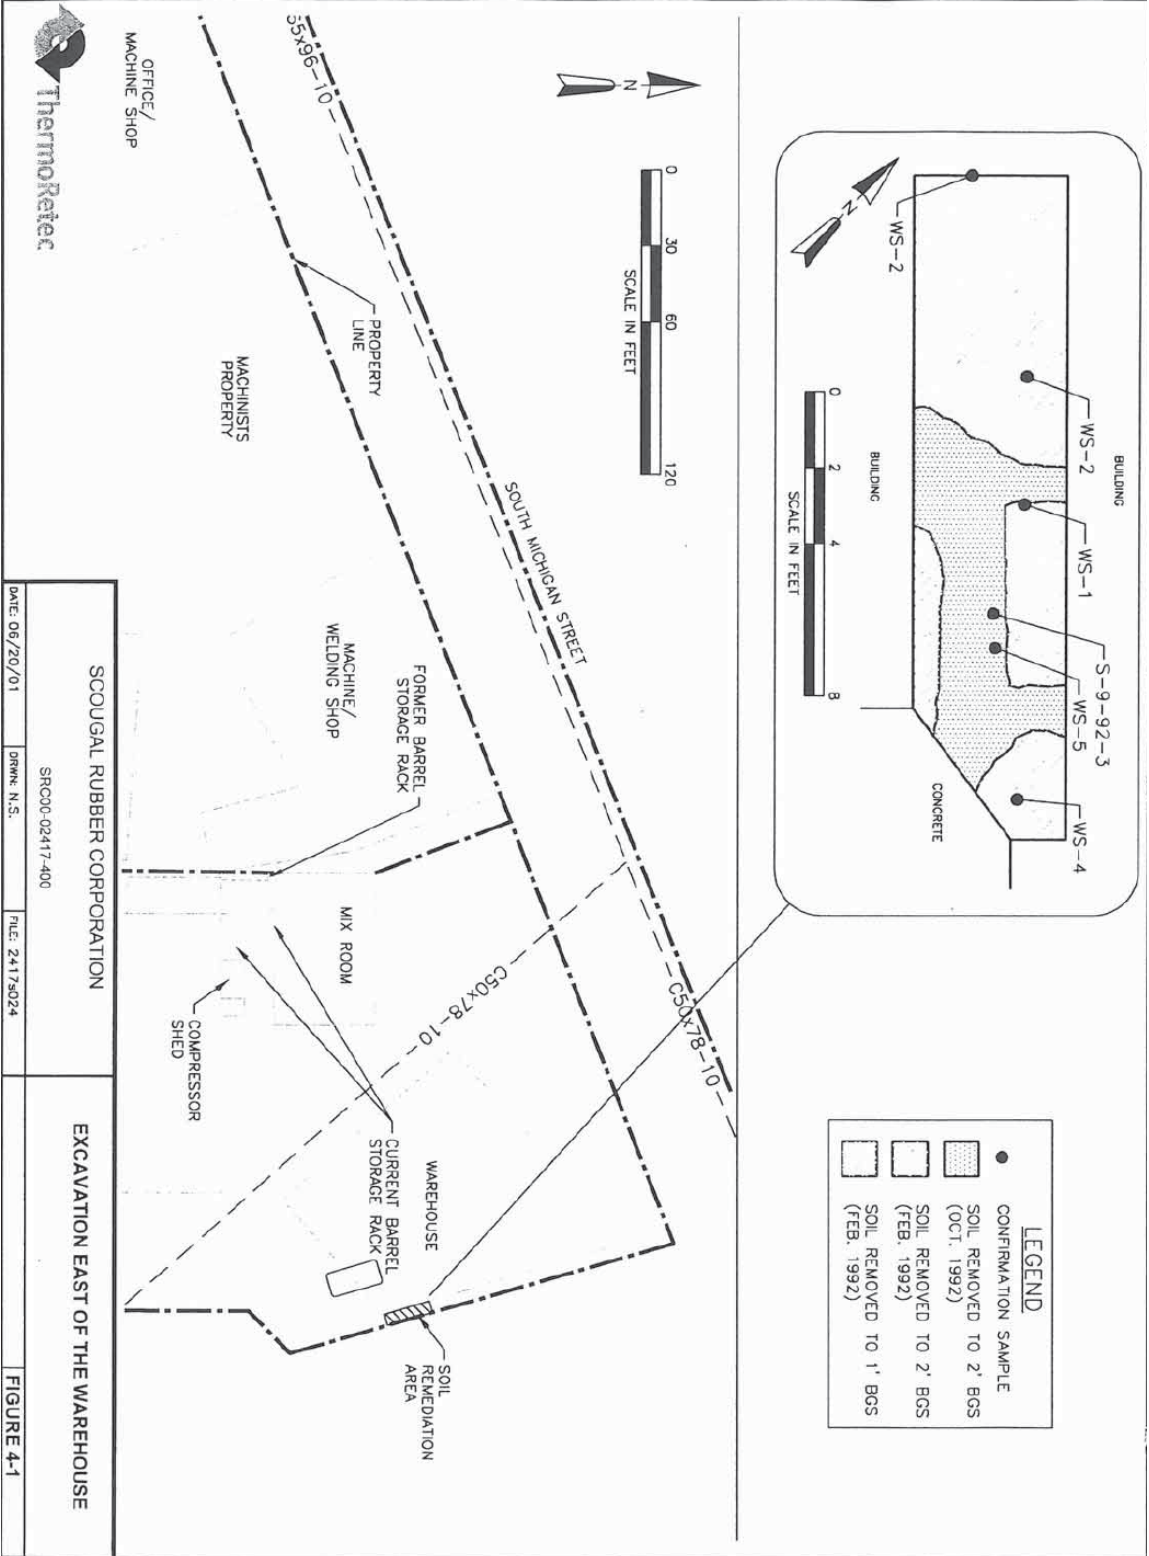 BUILDING
WS-2
WS-2
WS-1
S-9-92-3
WS-5
WS-4
N
BUILDING
CONCRETE
0 2 4 8
SCALE IN FEET
LEGEND
CONFIRMATION SAMPLE
SOIL REMOVED TO 2' BGS
(OCT. 1992)
SOIL REMOVED TO 2' BGS
(FEB. 1992)
SOIL REMOVED TO 1' BGS
(FEB. 1992)
N
0 30 60 120
SCALE IN FEET
55x96-10
SOUTH MICHIGAN STREET
C50x78-10
C50x78-10
PROPERTY
LINE
MACHINISTS
PROPERTY
OFFICE/
MACHINE SHOP
MACHINE/
WELDING SHOP
FORMER BARREL
STORAGE RACK
MIX ROOM
COMPRESSOR
SHED
WAREHOUSE
CURRENT BARREL
STORAGE RACK
SOIL
REMEDIATION
AREA
ThermoRetec
SCOUGAL RUBBER CORPORATION
SRC00-02417-400
EXCAVATION EAST OF THE WAREHOUSE
DATE: 06/20/01
DRWN: N.S.
FILE: 2417s024
FIGURE 4-1